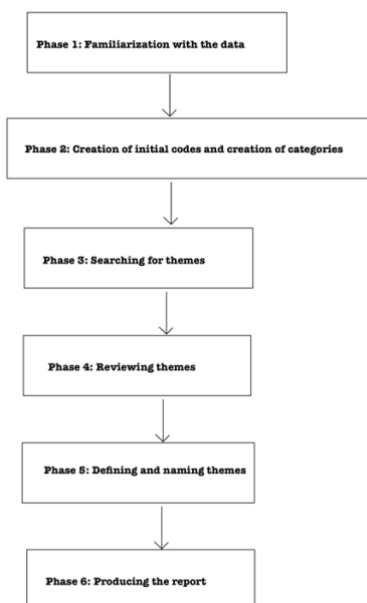 Phase 1: Familiarization with the data
Phase 2: Creation of initial codes and creation of categories
Phase 3: Searching for themes
Phase 4: Reviewing themes
Phase 5: Defining and naming themes
Phase 6: Producing the report